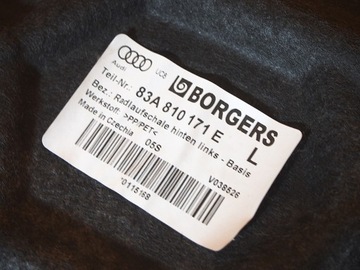 Audi UC8 BORGERS
Teil-Nr.: 83A 810 171 E L
Bez.: Radlaufschale hinten links - Basis
Werkstoff: >PP/PET<
Made in Czechia 05S V038526
*0115168